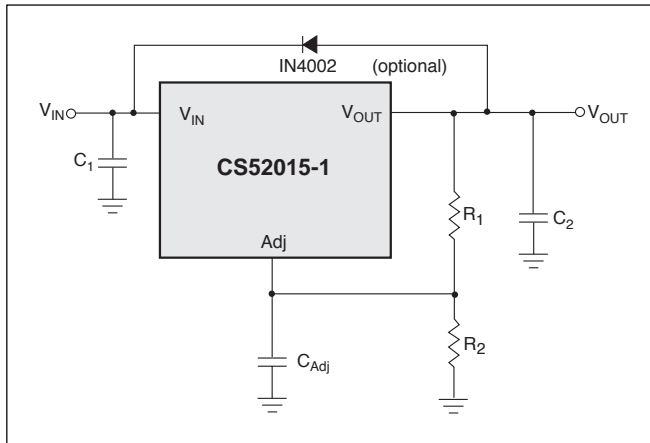 IN4002 (optional)
V_IN
V_IN
V_OUT
V_OUT
C_1
CS52015-1
R_1
C_2
Adj
C_Adj
R_2